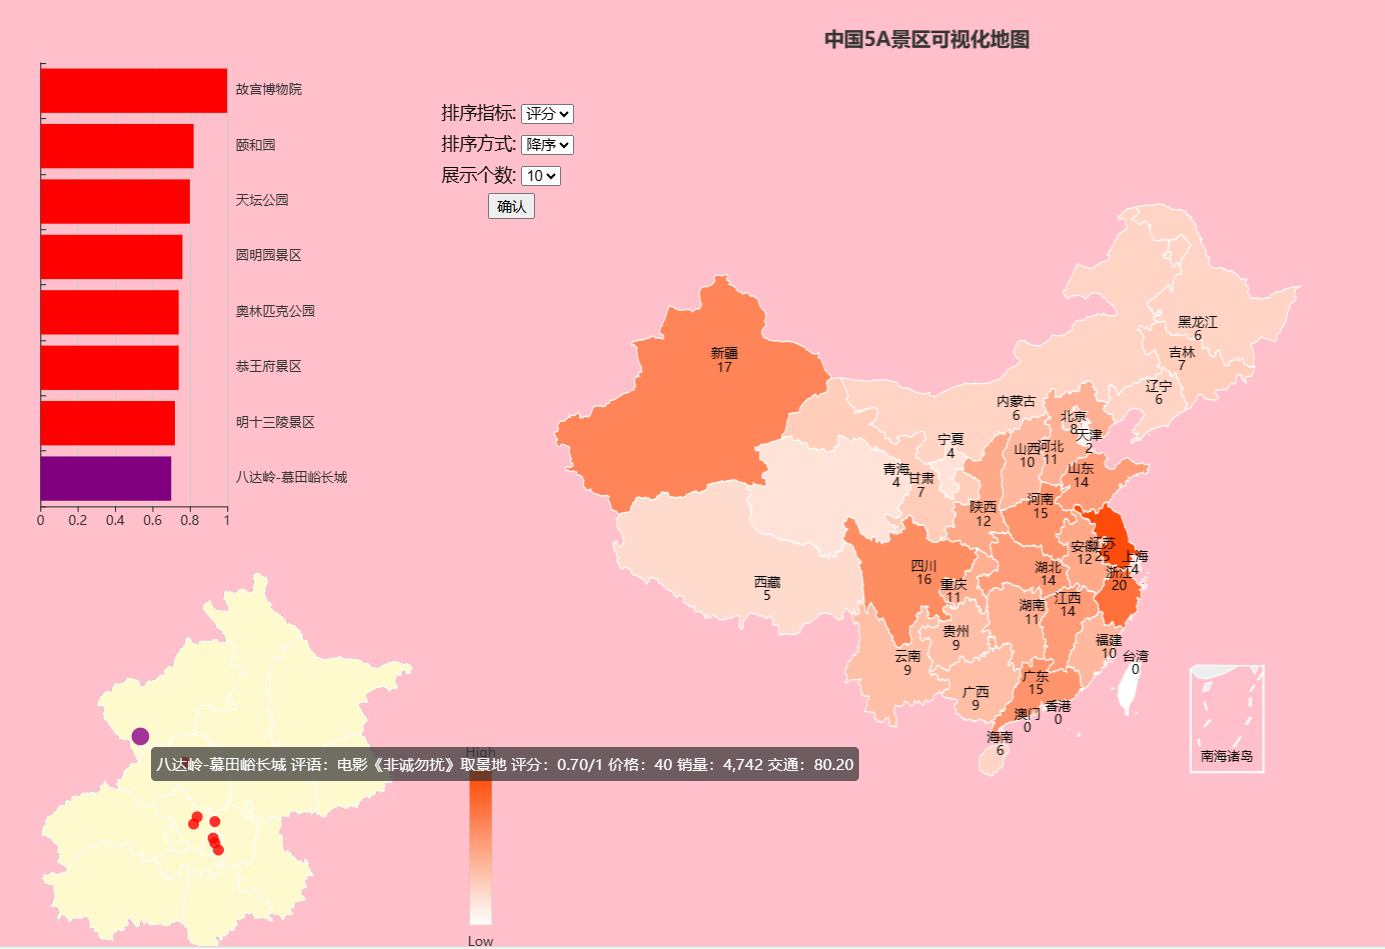 中国5A景区可视化地图
故宫博物院
颐和园
天坛公园
圆明园景区
奥林匹克公园
恭王府景区
明十三陵景区
八达岭-慕田峪长城
0 0.2 0.4 0.6 0.8 1
排序指标: 评分
排序方式: 降序
展示个数: 10
确认
黑龙江
6
吉林
7
辽宁
6
新疆
17
内蒙古
6
北京
8
天津
2
宁夏
4
山西
10
河北
11
山东
14
青海
4
甘肃
7
陕西
12
河南
15
安徽
12
江苏
25
上海
4
浙江
20
四川
16
重庆
11
湖北
14
西藏
5
湖南
11
江西
14
贵州
9
福建
10
云南
9
台湾
0
广东
15
广西
9
澳门
0
香港
0
海南
6
南海诸岛
八达岭-慕田峪长城 评语：电影《非诚勿扰》取景地 评分：0.70/1 价格：40 销量：4,742 交通：80.20
High
Low